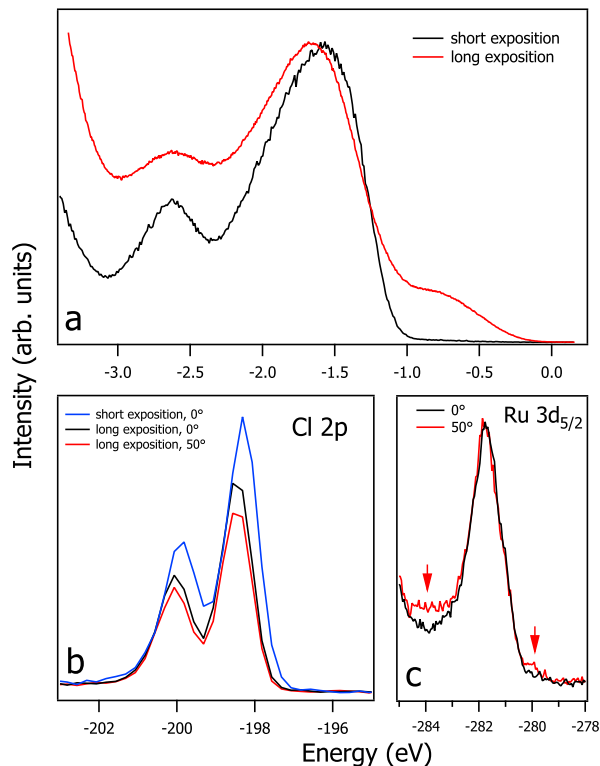 short exposition
long exposition
a
-3.0 -2.5 -2.0 -1.5 -1.0 -0.5 0.0
Intensity (arb. units)
short exposition, 0°
long exposition, 0°
long exposition, 50°
Cl 2p
b
-202 -200 -198 -196
0°
50°
Ru 3d5/2
c
-284 -282 -280 -278
Energy (eV)